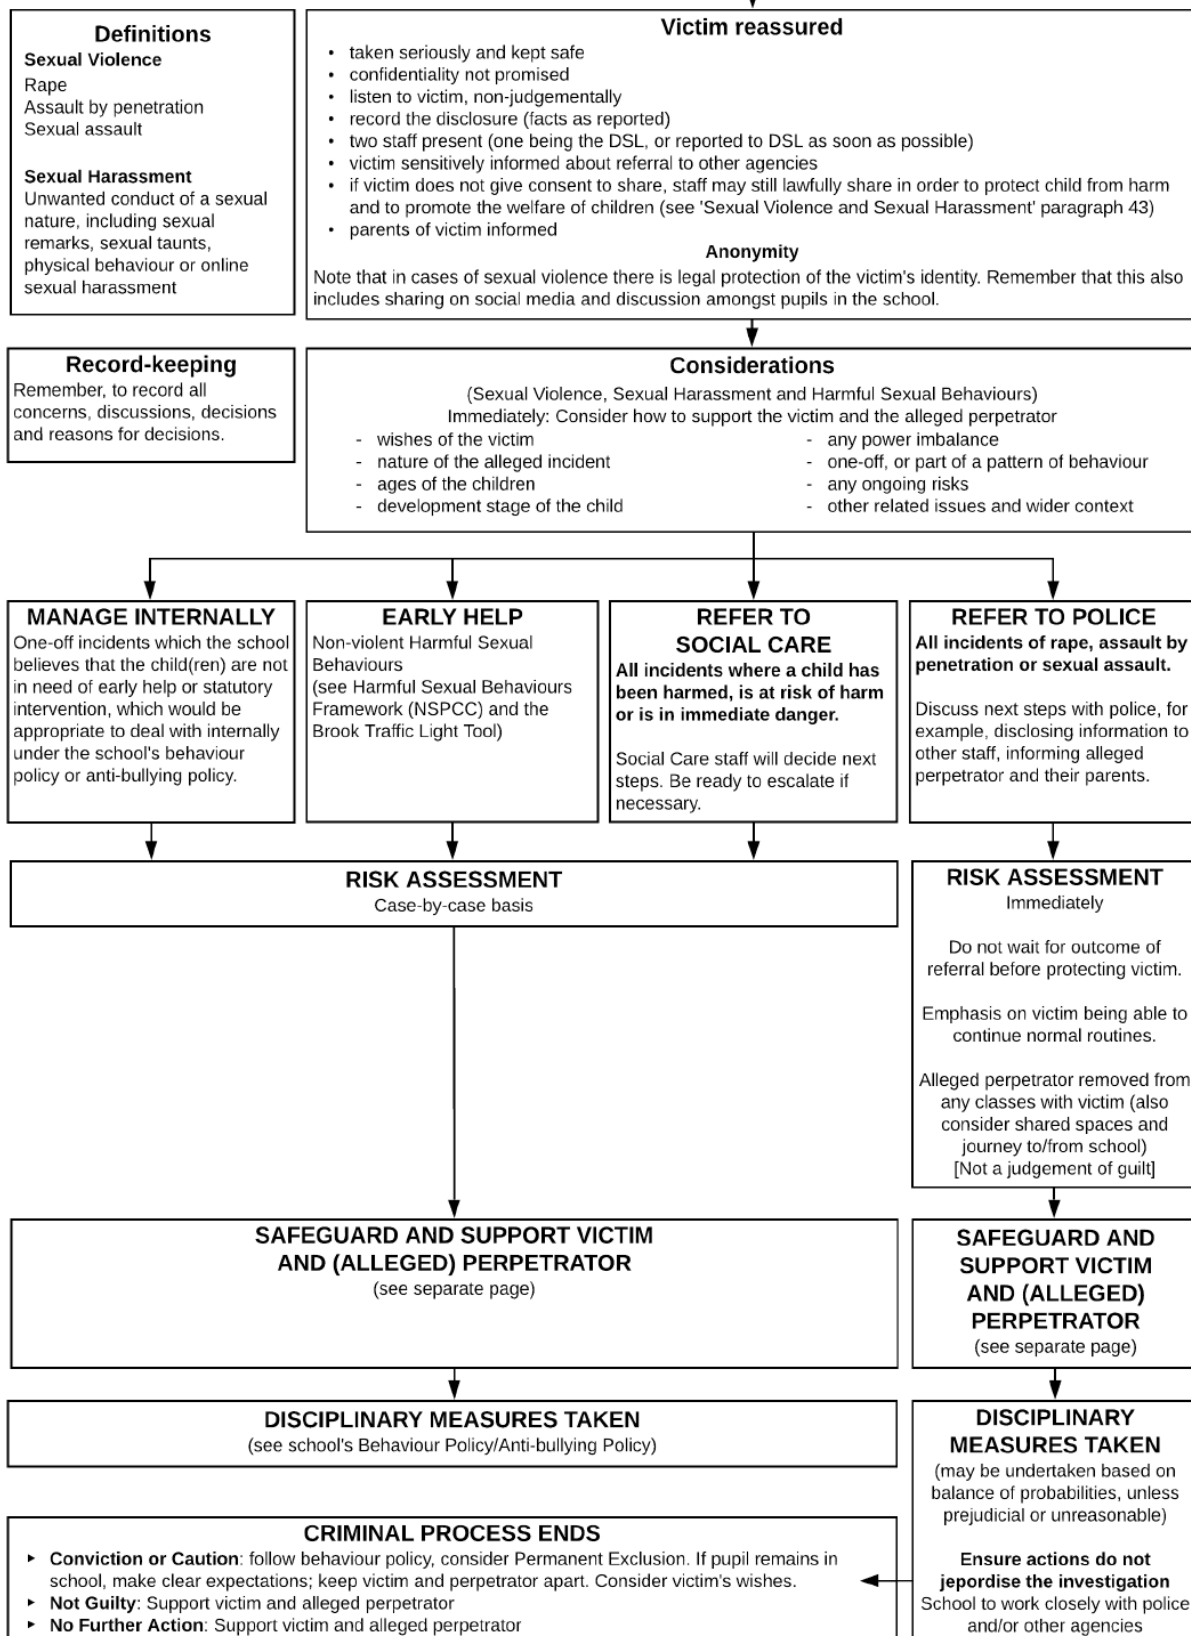 Definitions
Sexual Violence
Rape
Assault by penetration
Sexual assault
Sexual Harassment
Unwanted conduct of a sexual
nature, including sexual
remarks, sexual taunts,
physical behaviour or online
sexual harassment
Victim reassured
• taken seriously and kept safe
• confidentiality not promised
• listen to victim, non-judgementally
• record the disclosure (facts as reported)
• two staff present (one being the DSL, or reported to DSL as soon as possible)
• victim sensitively informed about referral to other agencies
• if victim does not give consent to share, staff may still lawfully share in order to protect child from harm
and to promote the welfare of children (see 'Sexual Violence and Sexual Harassment' paragraph 43)
• parents of victim informed
Anonymity
Note that in cases of sexual violence there is legal protection of the victim's identity. Remember that this also
includes sharing on social media and discussion amongst pupils in the school.
Record-keeping
Remember, to record all
concerns, discussions, decisions
and reasons for decisions.
Considerations
(Sexual Violence, Sexual Harassment and Harmful Sexual Behaviours)
Immediately: Consider how to support the victim and the alleged perpetrator
- wishes of the victim
- nature of the alleged incident
- ages of the children
- development stage of the child
- any power imbalance
- one-off, or part of a pattern of behaviour
- any ongoing risks
- other related issues and wider context
MANAGE INTERNALLY
One-off incidents which the school
believes that the child(ren) are not
in need of early help or statutory
intervention, which would be
appropriate to deal with internally
under the school's behaviour
policy or anti-bullying policy.
EARLY HELP
Non-violent Harmful Sexual
Behaviours
(see Harmful Sexual Behaviours
Framework (NSPCC) and the
Brook Traffic Light Tool)
REFER TO
SOCIAL CARE
All incidents where a child has
been harmed, is at risk of harm
or is in immediate danger.
Social Care staff will decide next
steps. Be ready to escalate if
necessary.
REFER TO POLICE
All incidents of rape, assault by
penetration or sexual assault.
Discuss next steps with police, for
example, disclosing information to
other staff, informing alleged
perpetrator and their parents.
RISK ASSESSMENT
Case-by-case basis
RISK ASSESSMENT
Immediately
Do not wait for outcome of
referral before protecting victim.
Emphasis on victim being able to
continue normal routines.
Alleged perpetrator removed from
any classes with victim (also
consider shared spaces and
journey to/from school)
[Not a judgement of guilt]
SAFEGUARD AND SUPPORT VICTIM
AND (ALLEGED) PERPETRATOR
(see separate page)
SAFEGUARD AND
SUPPORT VICTIM
AND (ALLEGED)
PERPETRATOR
(see separate page)
DISCIPLINARY MEASURES TAKEN
(see school's Behaviour Policy/Anti-bullying Policy)
DISCIPLINARY
MEASURES TAKEN
(may be undertaken based on
balance of probabilities, unless
prejudicial or unreasonable)
Ensure actions do not
jepordise the investigation
School to work closely with police
and/or other agencies
CRIMINAL PROCESS ENDS
‣ Conviction or Caution: follow behaviour policy, consider Permanent Exclusion. If pupil remains in
school, make clear expectations; keep victim and perpetrator apart. Consider victim's wishes.
‣ Not Guilty: Support victim and alleged perpetrator
‣ No Further Action: Support victim and alleged perpetrator